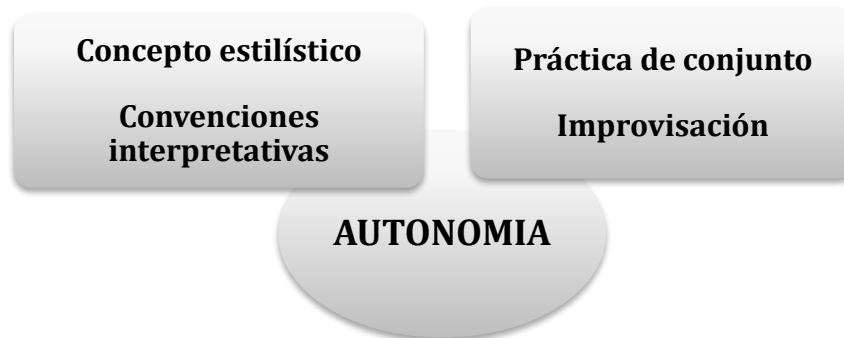 Concepto estilístico
Convenciones
interpretativas
Práctica de conjunto
Improvisación
AUTONOMIA